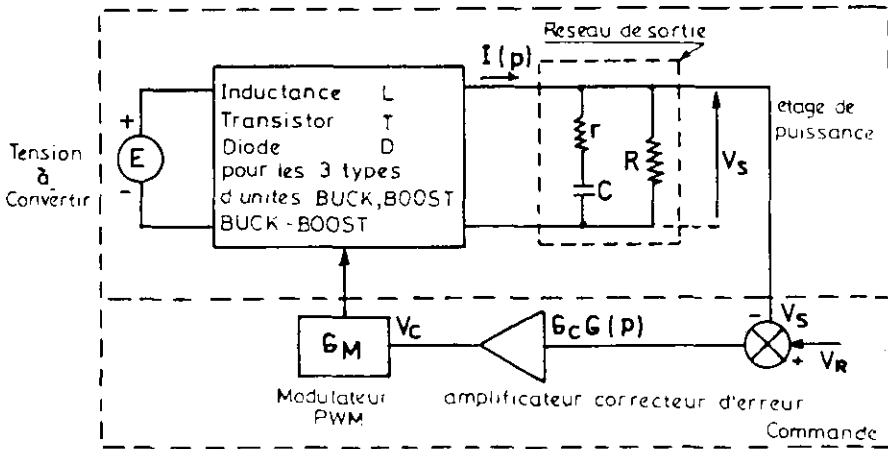 Reseau de sortie
I(p)
Inductance L
Transistor T
Diode D
pour les 3 types
d'unites BUCK,BOOST
BUCK-BOOST
+
E
-
Tension
à
Convertir
r
C
R
VS
etage de
puissance
GM
VC
GC G(p)
-
VS
+
VR
Modulateur
PWM
amplificateur correcteur d'erreur
Commande